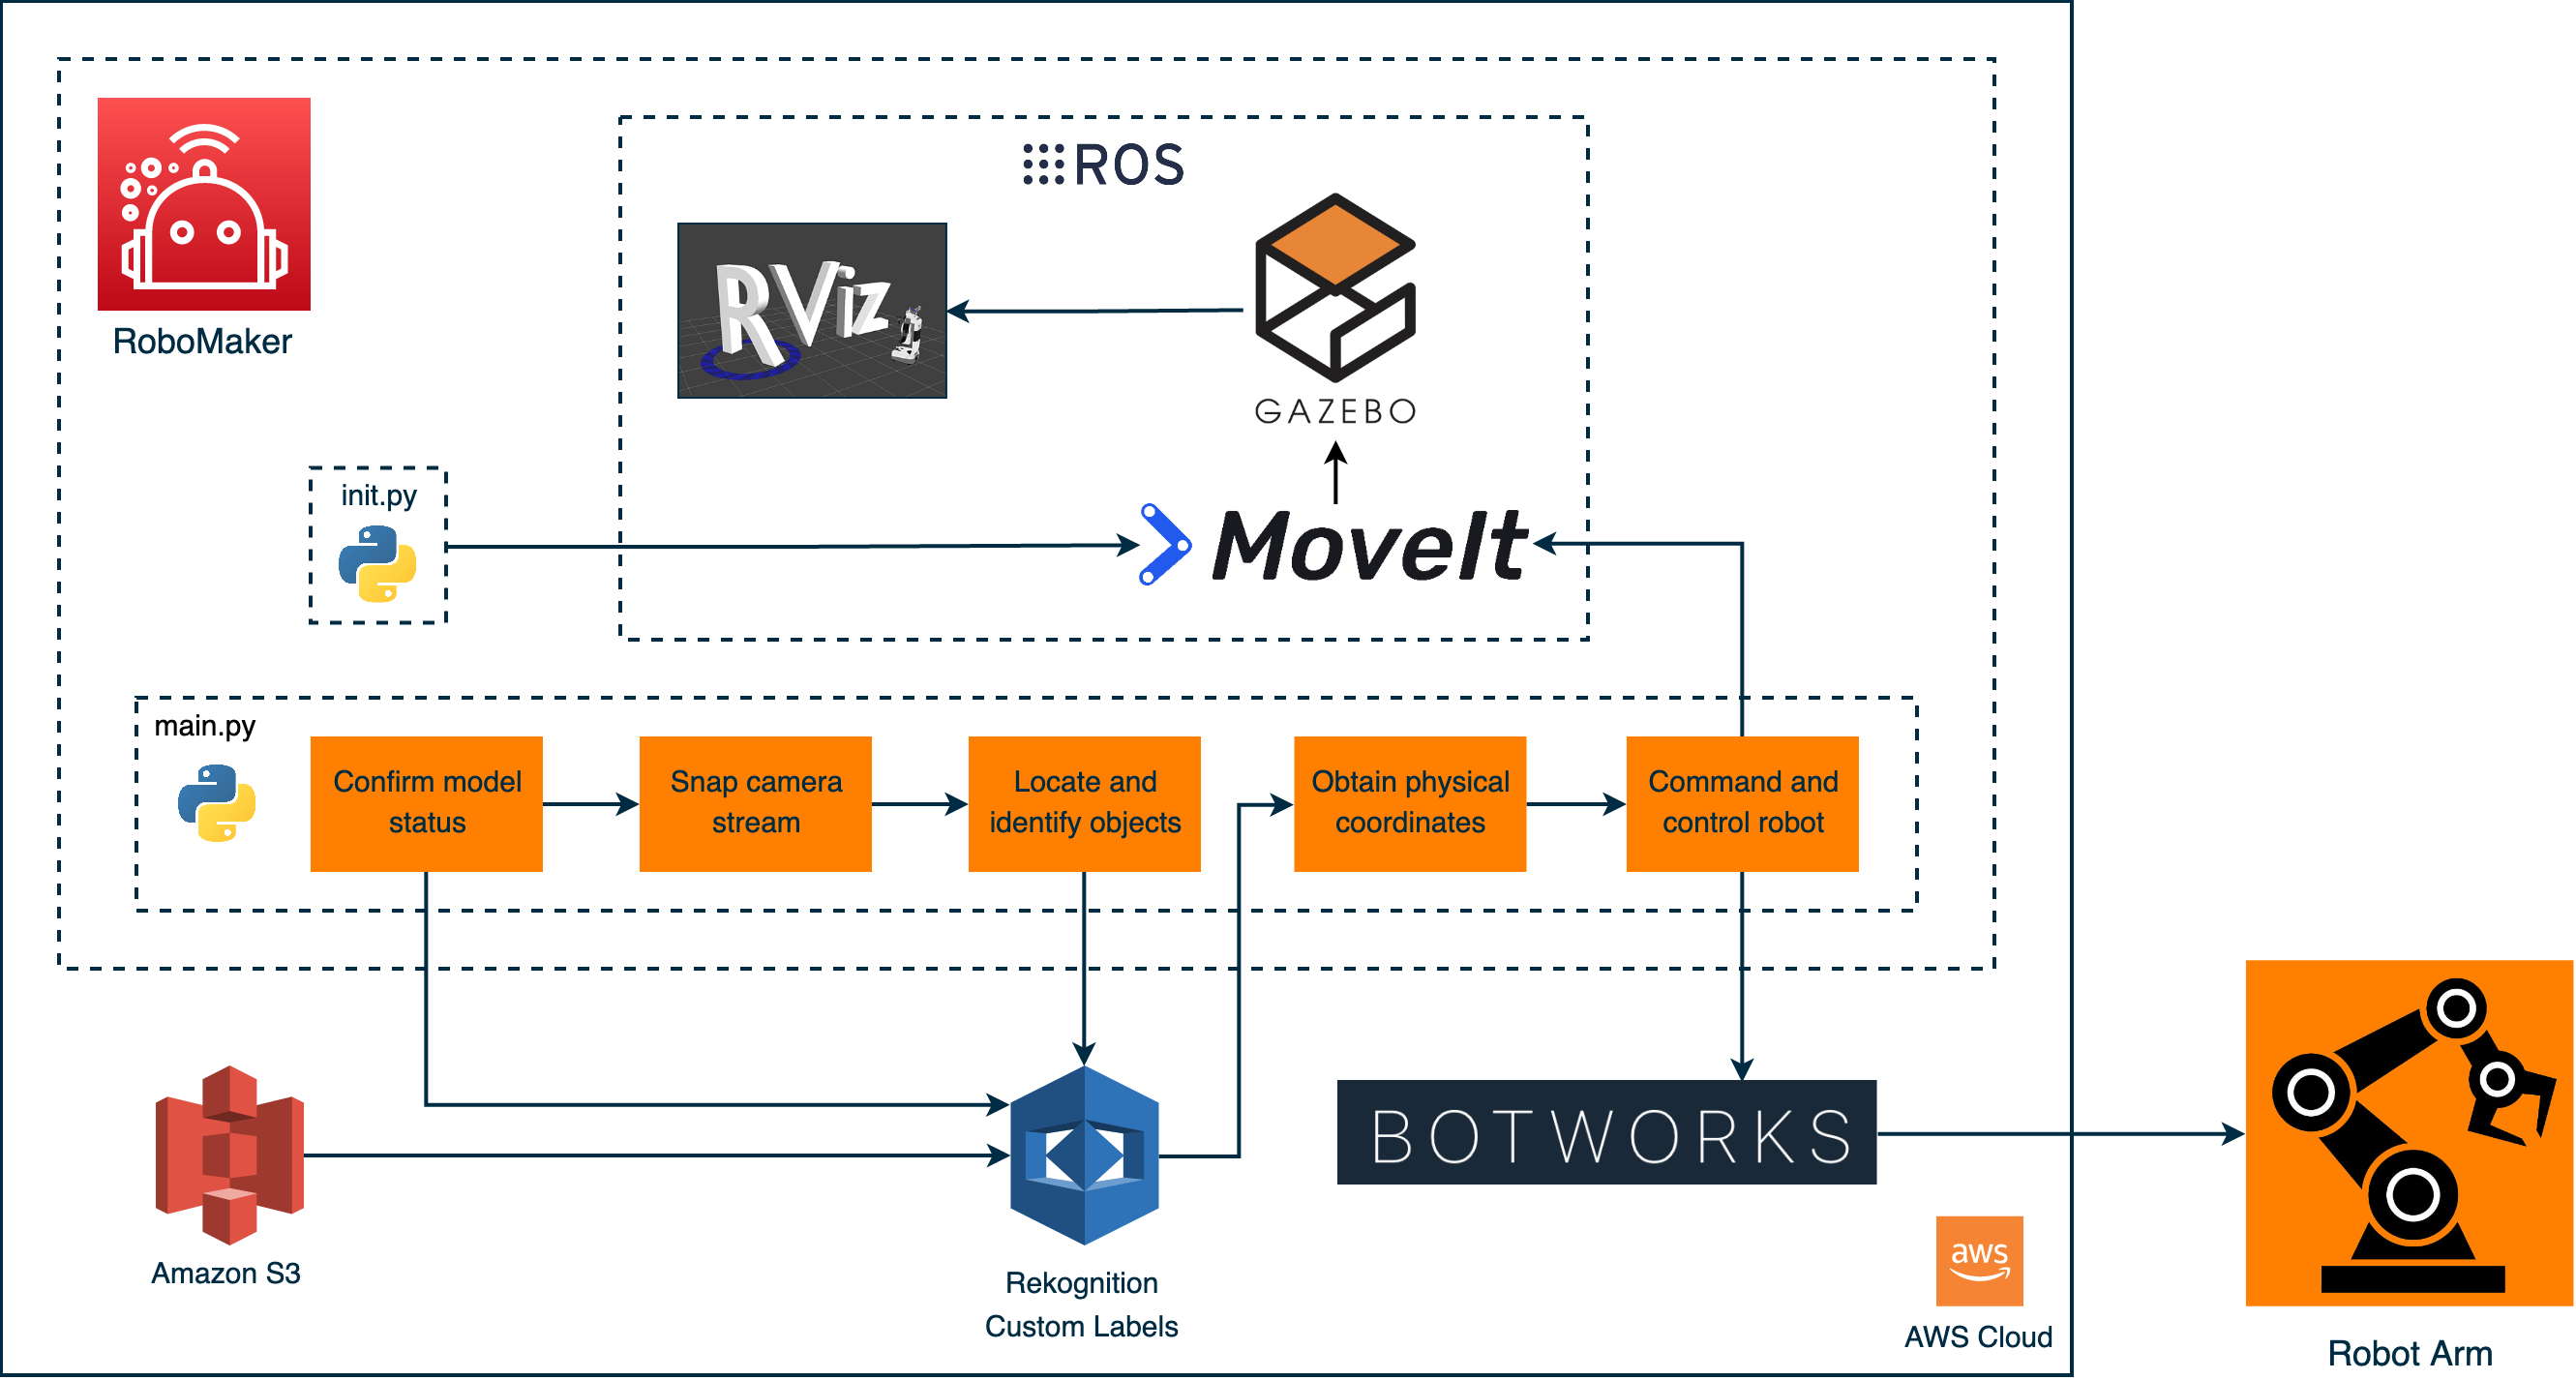 ROS
RViz
RoboMaker
GAZEBO
init.py
MoveIt
main.py
Confirm model
status
Snap camera
stream
Locate and
identify objects
Obtain physical
coordinates
Command and
control robot
BOTWORKS
Amazon S3
Rekognition
Custom Labels
aws
AWS Cloud
Robot Arm